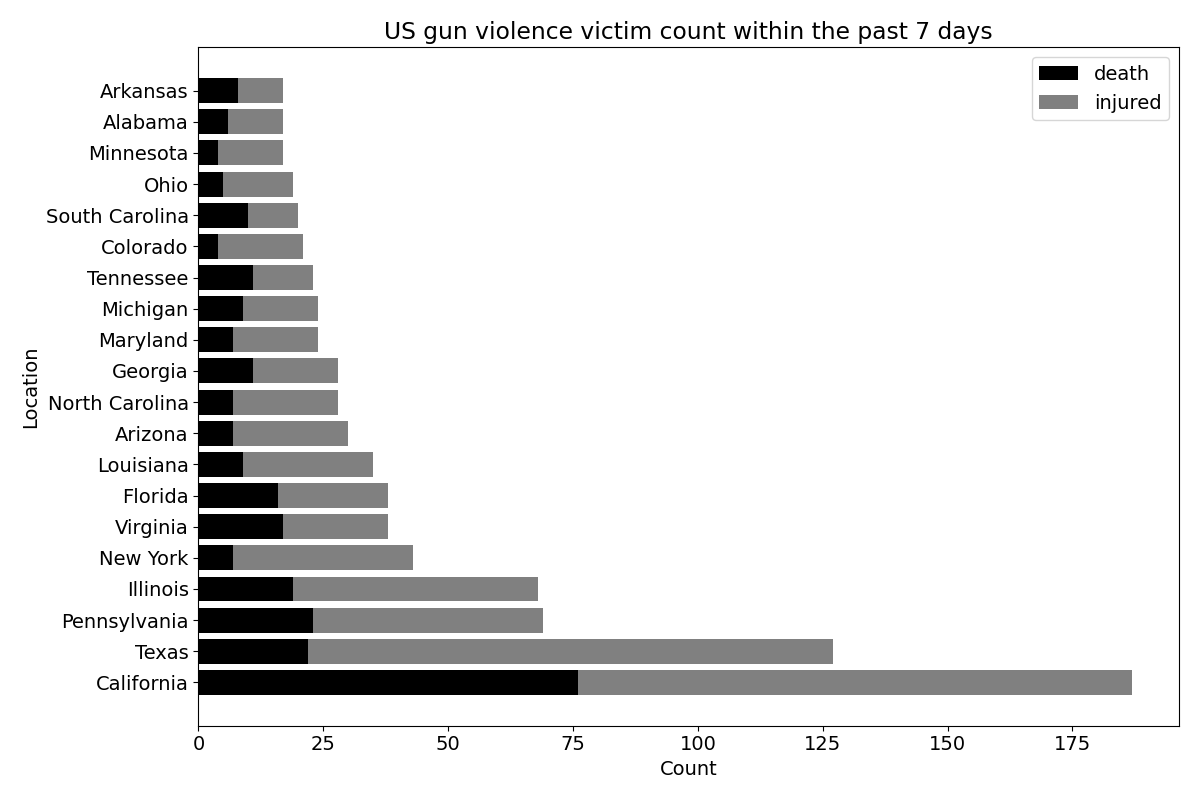 US gun violence victim count within the past 7 days
death
injured
Arkansas
Alabama
Minnesota
Ohio
South Carolina
Colorado
Tennessee
Michigan
Maryland
Georgia
North Carolina
Arizona
Louisiana
Florida
Virginia
New York
Illinois
Pennsylvania
Texas
California
Location
0 25 50 75 100 125 150 175
Count